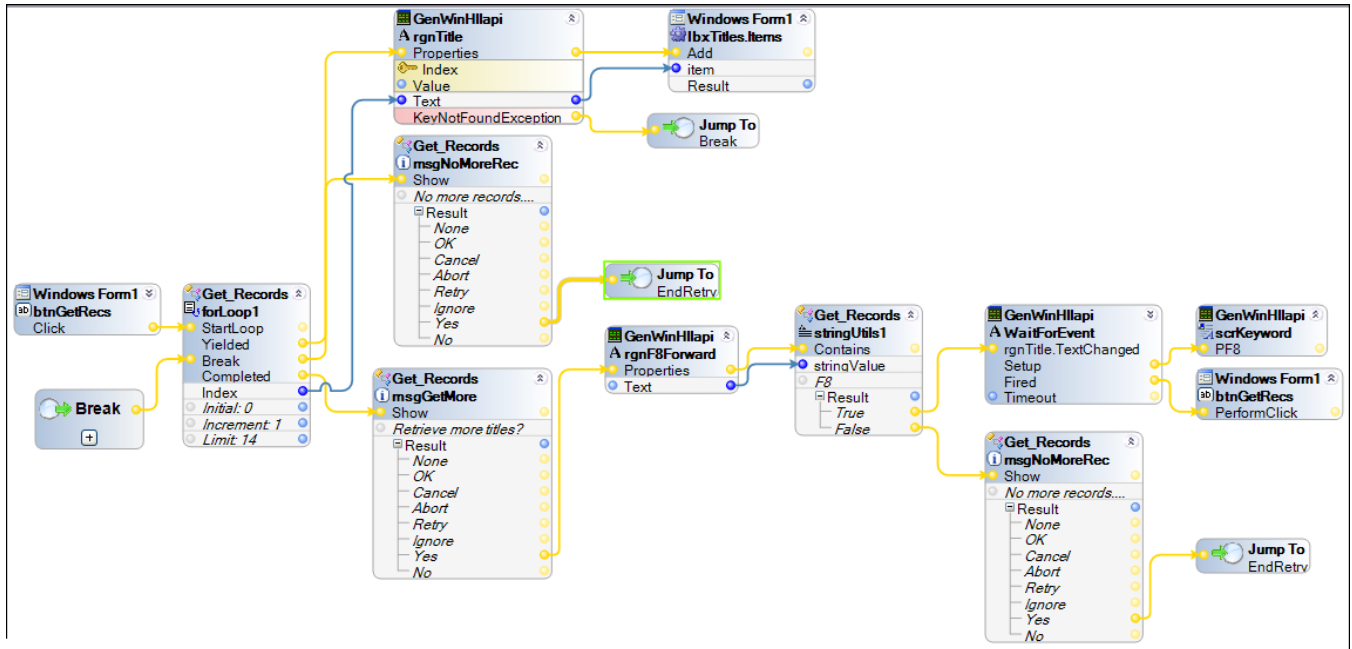 GenWinHllapi
rgnTitle
Properties
Index
Value
Text
KeyNotFoundException
Windows Form1
lbxTitles.Items
Add
item
Result
Jump To
Break
Get_Records
msgNoMoreRec
Show
No more records....
Result
None
OK
Cancel
Abort
Retry
Ignore
Yes
No
Jump To
EndRetry
Windows Form1
btnGetRecs
Click
Get_Records
forLoop1
StartLoop
Yielded
Break
Completed
Index
Initial: 0
Increment: 1
Limit: 14
Break
Get_Records
msgGetMore
Show
Retrieve more titles?
Result
None
OK
Cancel
Abort
Retry
Ignore
Yes
No
GenWinHllapi
rgnF8Forward
Properties
Text
Get_Records
stringUtils1
Contains
stringValue
F8
Result
True
False
GenWinHllapi
WaitForEvent
rgnTitle.TextChanged
Setup
Fired
Timeout
GenWinHllapi
scrKeyword
PF8
Windows Form1
btnGetRecs
PerformClick
Get_Records
msgNoMoreRec
Show
No more records....
Result
None
OK
Cancel
Abort
Retry
Ignore
Yes
No
Jump To
EndRetry